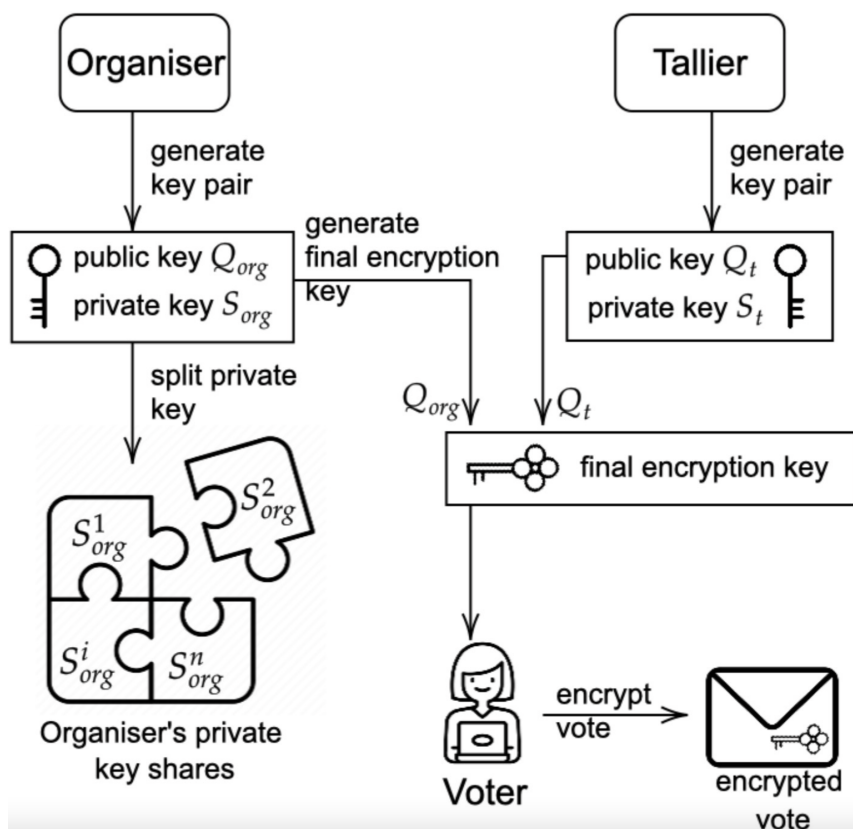 Organiser
Tallier
generate
key pair
generate
key pair
generate
final encryption
key
public key Q_org
private key S_org
public key Q_t
private key S_t
split private
key
Q_org
Q_t
final encryption key
S^1_org
S^2_org
S^i_org
S^n_org
Organiser's private
key shares
encrypt
vote
Voter
encrypted
vote